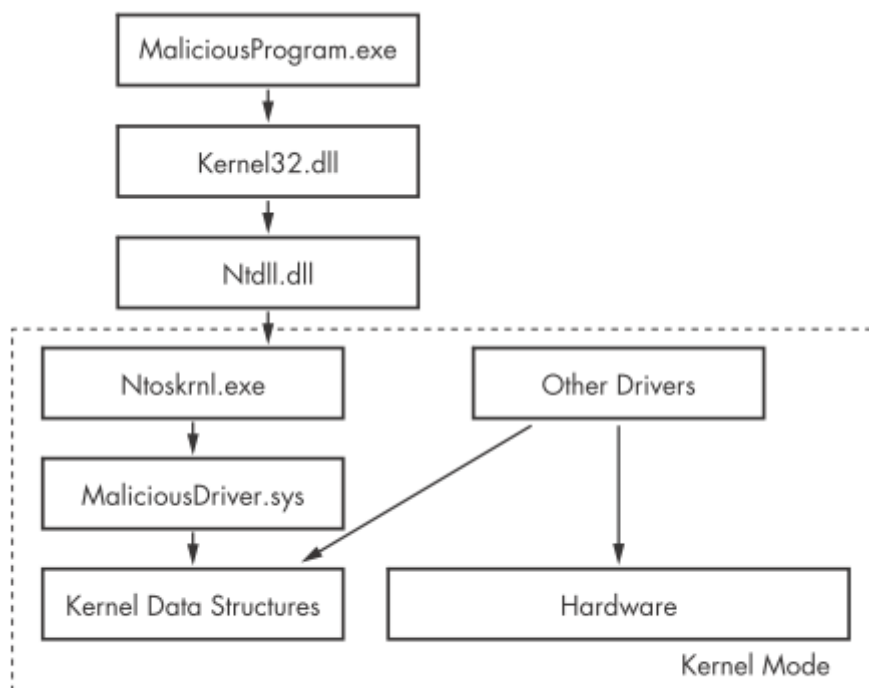 MaliciousProgram.exe
Kernel32.dll
Ntdll.dll
Ntoskrnl.exe
Other Drivers
MaliciousDriver.sys
Kernel Data Structures
Hardware
Kernel Mode